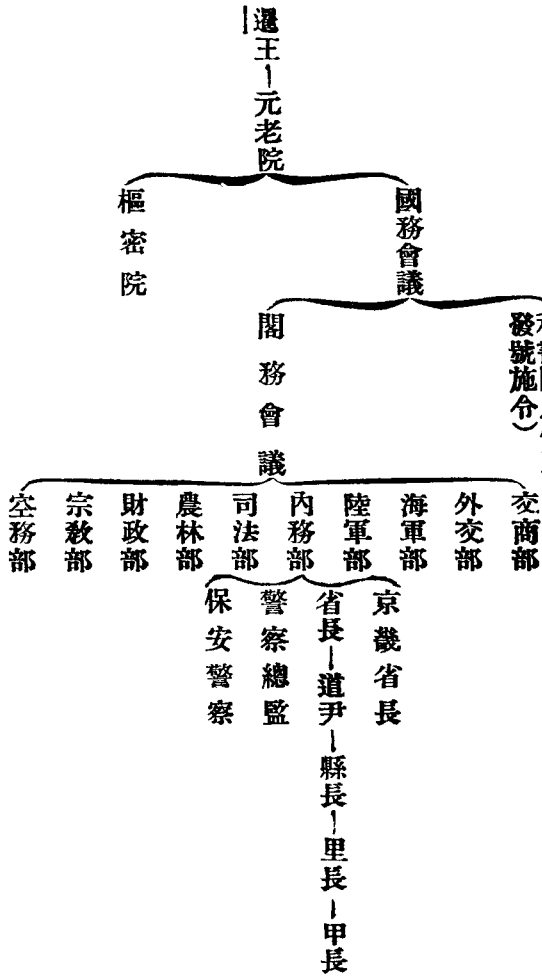 暹王—元老院
國務會議
樞密院
發號施令）
閣務會議
交商部
外交部
海軍部
陸軍部
內務部
司法部
農林部
財政部
宗教部
空務部
京畿省長
省長—道尹—縣長—里長—甲長
警察總監
保安警察